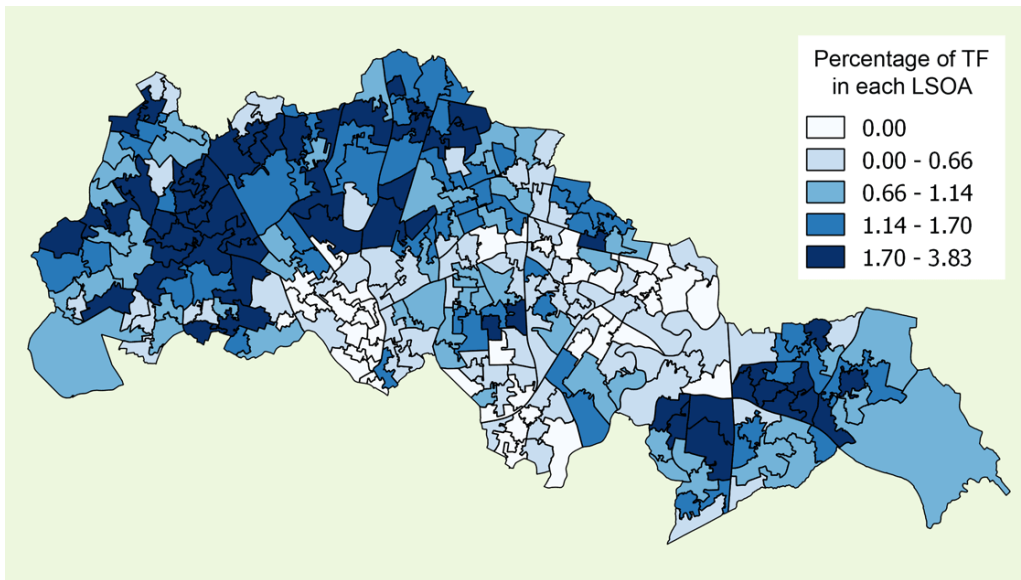 Percentage of TF
in each LSOA
0.00
0.00 - 0.66
0.66 - 1.14
1.14 - 1.70
1.70 - 3.83